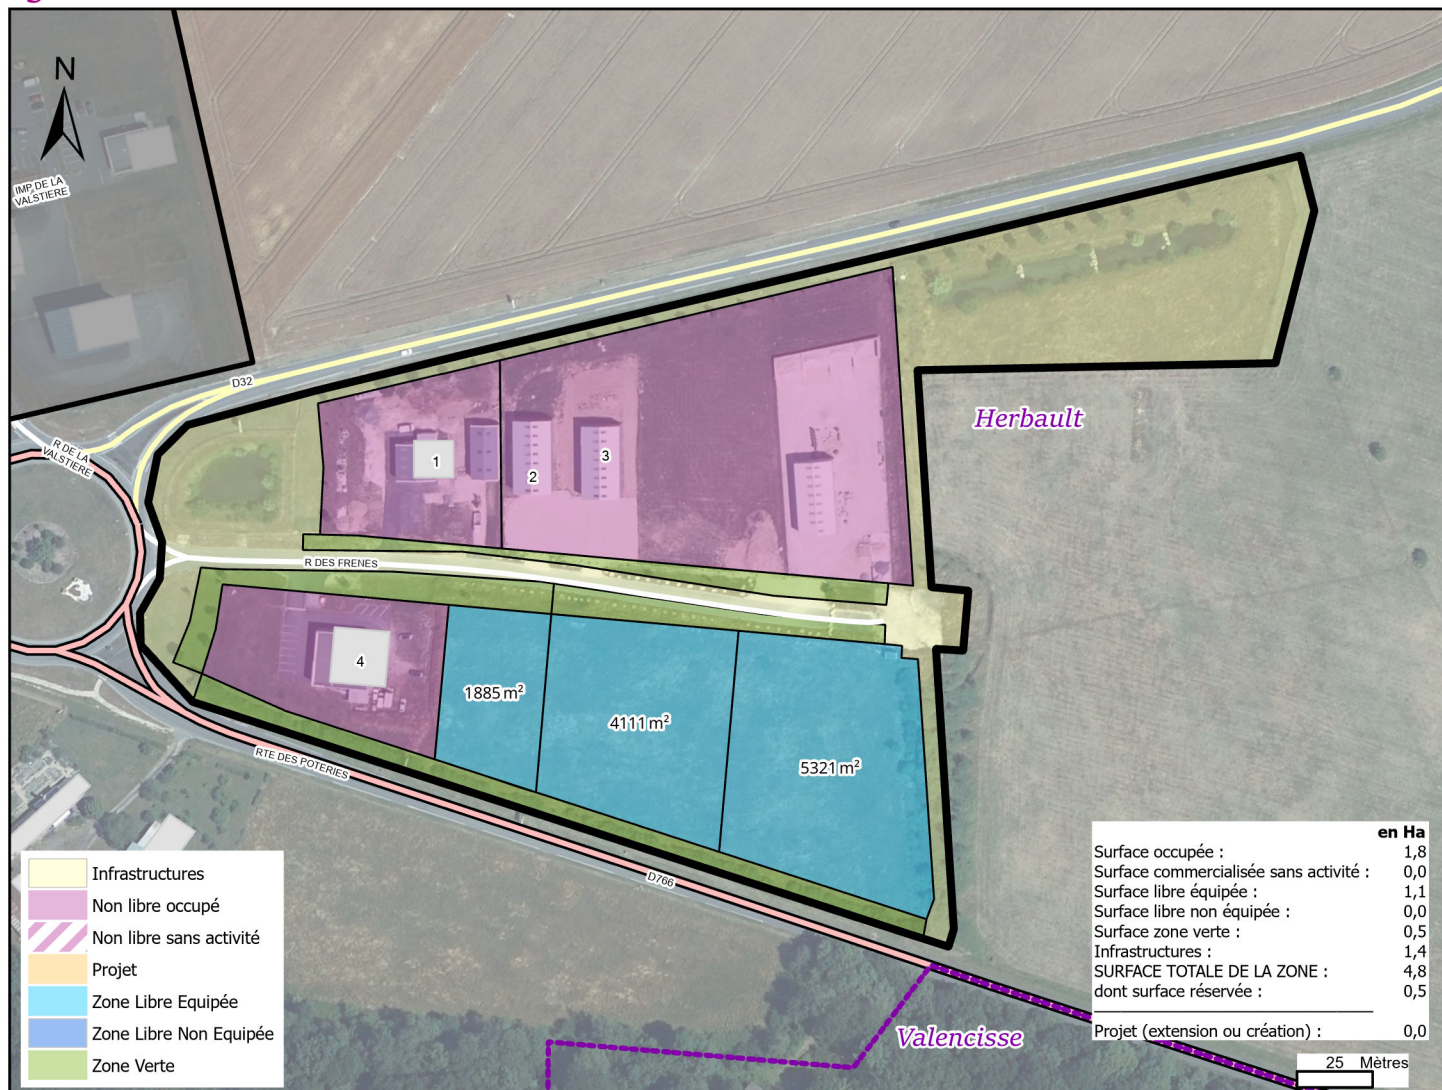 N
IMP DE LA
VALSTIERE
D32
R DE LA
VALSTIERE
Herbault
1
2
3
R DES FRENES
4
1885 m²
4111 m²
5321 m²
RTE DES POTERIES
D766
Valencisse
Infrastructures
Non libre occupé
Non libre sans activité
Projet
Zone Libre Equipée
Zone Libre Non Equipée
Zone Verte
en Ha
Surface occupée : 1,8
Surface commercialisée sans activité : 0,0
Surface libre équipée : 1,1
Surface libre non équipée : 0,0
Surface zone verte : 0,5
Infrastructures : 1,4
SURFACE TOTALE DE LA ZONE : 4,8
dont surface réservée : 0,5
Projet (extension ou création) : 0,0
25 Mètres